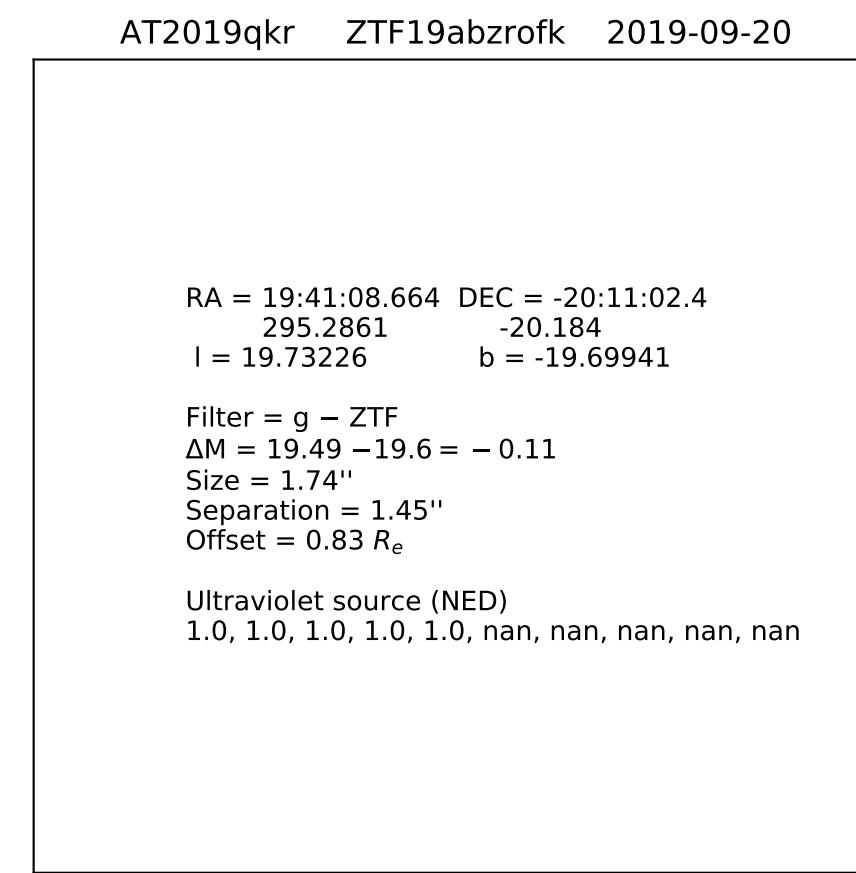 AT2019qkr ZTF19abzrofk 2019-09-20
RA = 19:41:08.664 DEC = -20:11:02.4
295.2861 -20.184
l = 19.73226 b = -19.69941
Filter = g − ZTF
ΔM = 19.49 −19.6 = − 0.11
Size = 1.74''
Separation = 1.45''
Offset = 0.83 Re
Ultraviolet source (NED)
1.0, 1.0, 1.0, 1.0, 1.0, nan, nan, nan, nan, nan